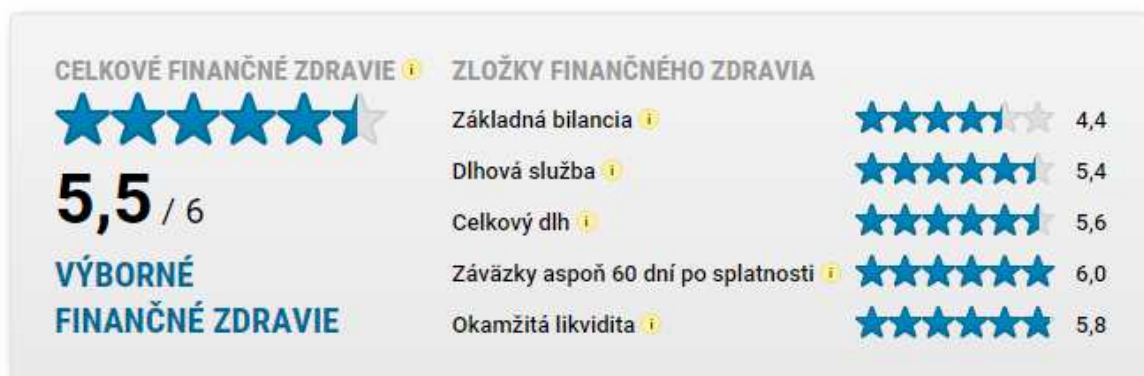 CELKOVÉ FINANČNÉ ZDRAVIE i
5,5 / 6
VÝBORNÉ
FINANČNÉ ZDRAVIE
ZLOŽKY FINANČNÉHO ZDRAVIA
Základná bilancia i 4,4
Dlhová služba i 5,4
Celkový dlh i 5,6
Záväzky aspoň 60 dní po splatnosti i 6,0
Okamžitá likvidita i 5,8